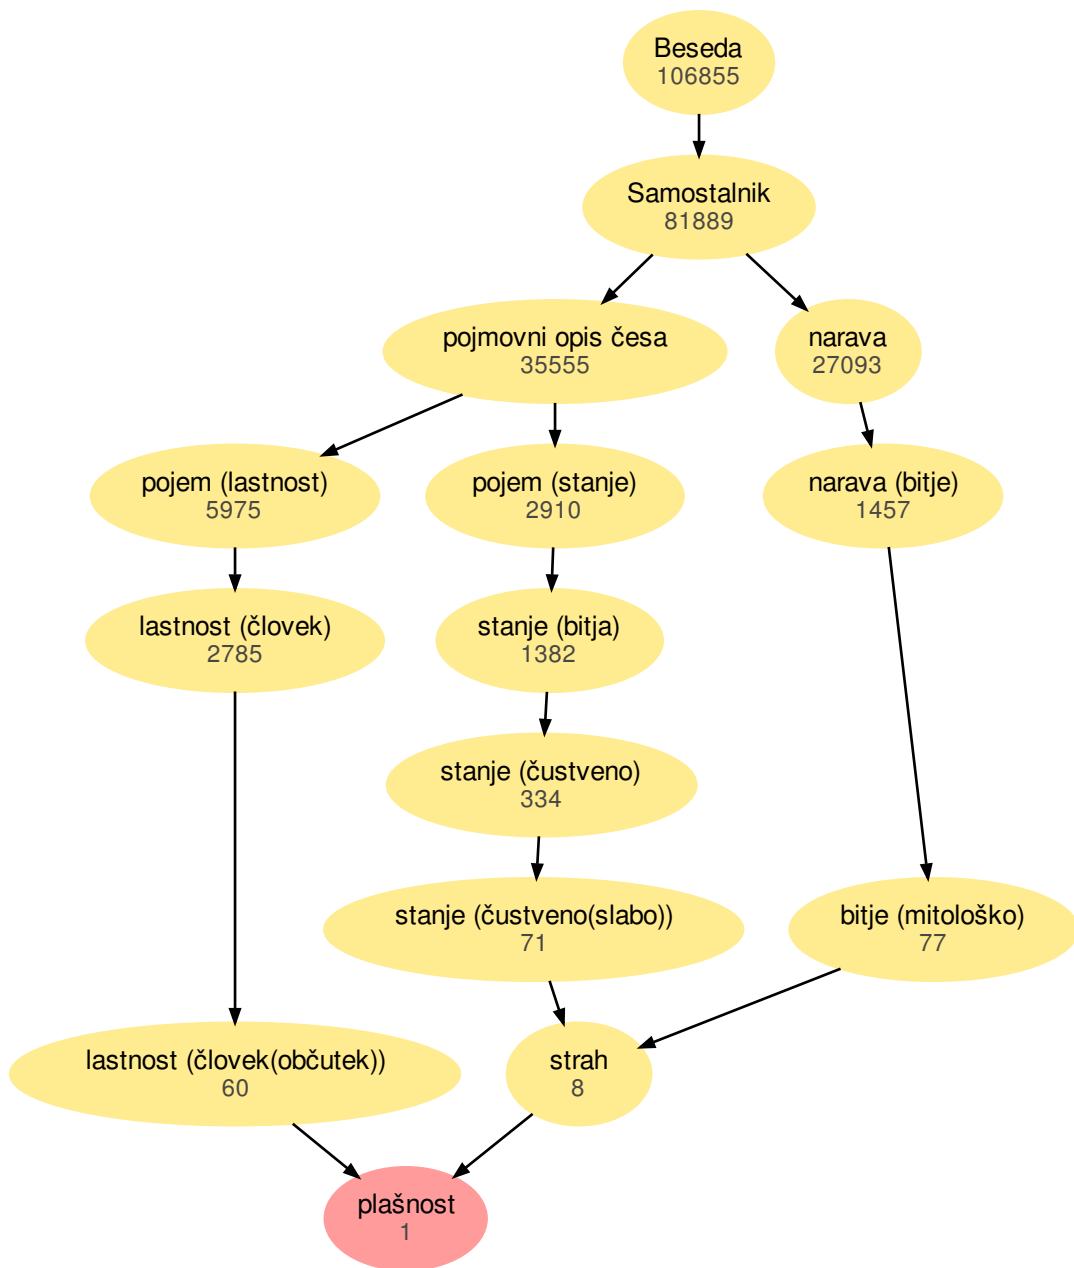 Beseda
106855
Samostalnik
81889
pojmovni opis česa
35555
narava
27093
pojem (lastnost)
5975
pojem (stanje)
2910
narava (bitje)
1457
lastnost (človek)
2785
stanje (bitja)
1382
stanje (čustveno)
334
stanje (čustveno(slabo))
71
bitje (mitološko)
77
lastnost (človek(občutek))
60
strah
8
plašnost
1